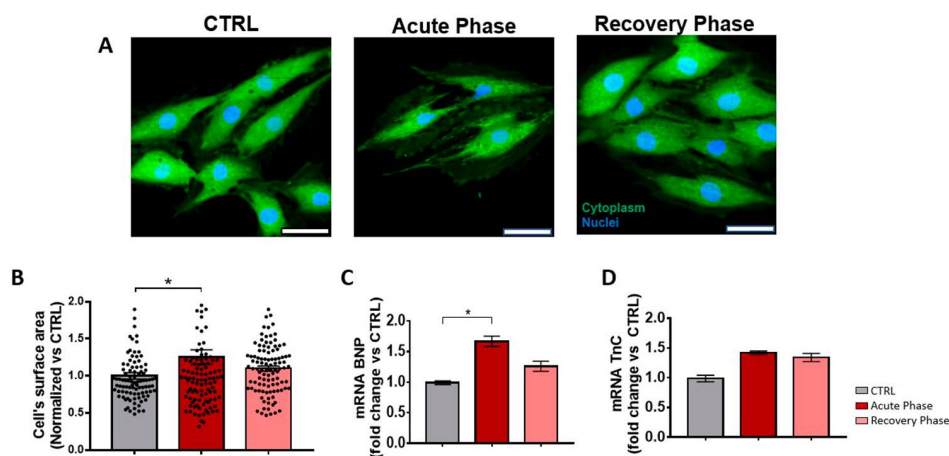 CTRL
Acute Phase
Recovery Phase
A
Cytoplasm
Nuclei
B
Cell's surface area
(Normalized vs CTRL)
2.0
1.5
1.0
0.5
0.0
*
C
mRNA BNP
(fold change vs CTRL)
2.0
1.5
1.0
0.5
0.0
*
D
mRNA TnC
(fold change vs CTRL)
2.0
1.5
1.0
0.5
0.0
CTRL
Acute Phase
Recovery Phase